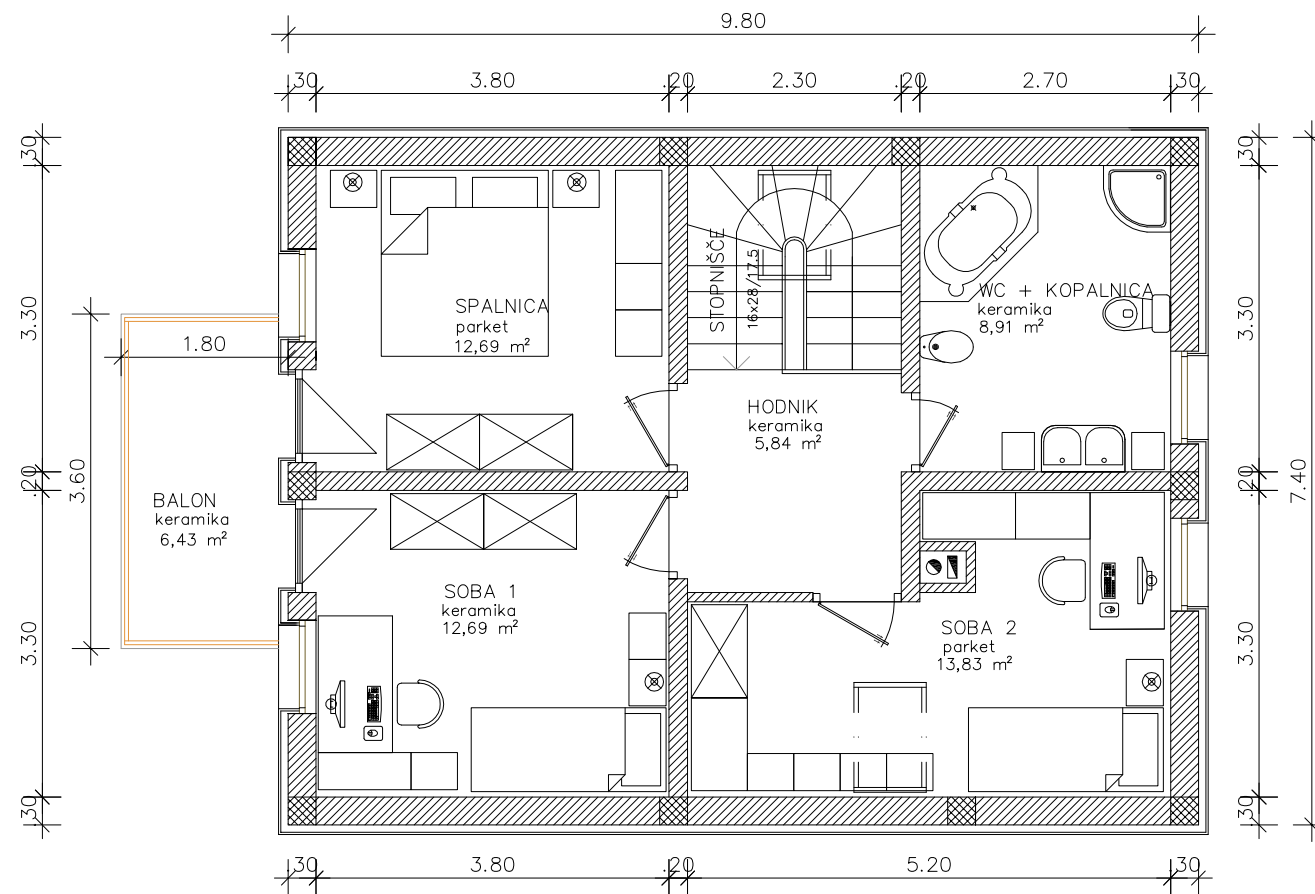 9.80
.30
3.80
.20
2.30
.20
2.70
.30
.30
3.30
.20
3.30
.30
3.60
1.80
SPALNICA
parket
12,69 m²
STOPNIŠČE
16x28/17.5
WC + KOPALNICA
keramika
8,91 m²
HODNIK
keramika
5,84 m²
BALON
keramika
6,43 m²
SOBA 1
keramika
12,69 m²
SOBA 2
parket
13,83 m²
.30
3.30
.20
3.30
.30
7.40
.30
3.80
.20
5.20
.30